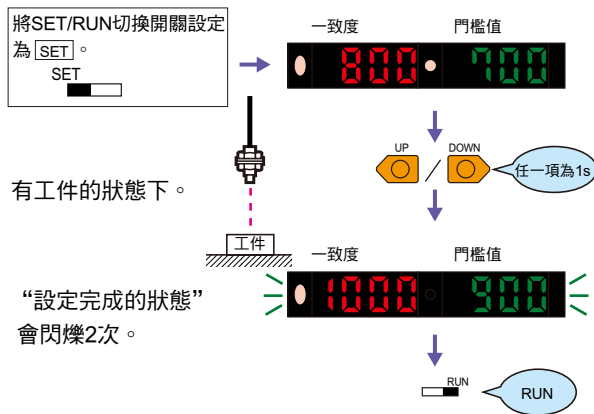 將SET/RUN切換開關設定
為 SET 。
SET
一致度 門檻值
800 700
UP / DOWN
任一項為1s
有工件的狀態下。
工件
一致度 門檻值
1000 900
“設定完成的狀態”
會閃爍2次。
RUN
RUN